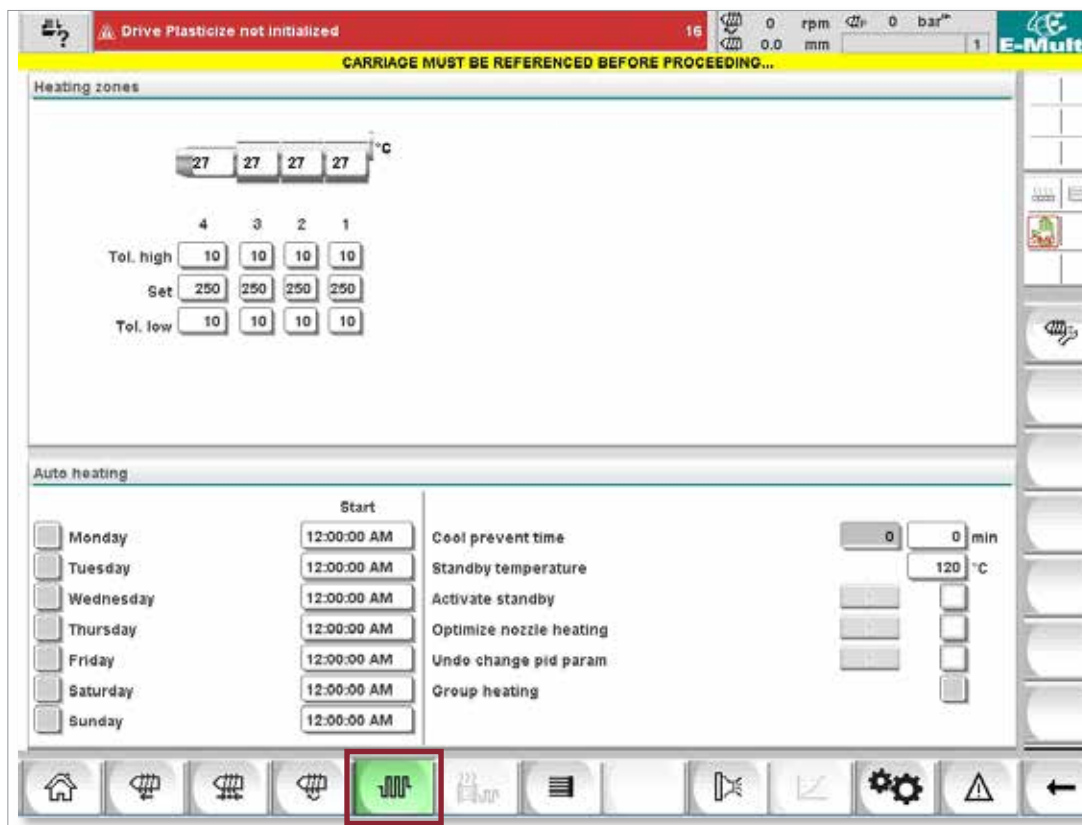 Drive Plasticize not initialized 16 0 rpm 0 bar
0.0 mm 1 E-Mult
CARRIAGE MUST BE REFERENCED BEFORE PROCEEDING...
Heating zones
27 27 27 27 °C
4 3 2 1
Tol. high 10 10 10 10
Set 250 250 250 250
Tol. low 10 10 10 10
Auto heating
Start
Monday 12:00:00 AM Cool prevent time 0 0 min
Tuesday 12:00:00 AM Standby temperature 120 °C
Wednesday 12:00:00 AM Activate standby
Thursday 12:00:00 AM Optimize nozzle heating
Friday 12:00:00 AM Undo change pid param
Saturday 12:00:00 AM Group heating
Sunday 12:00:00 AM